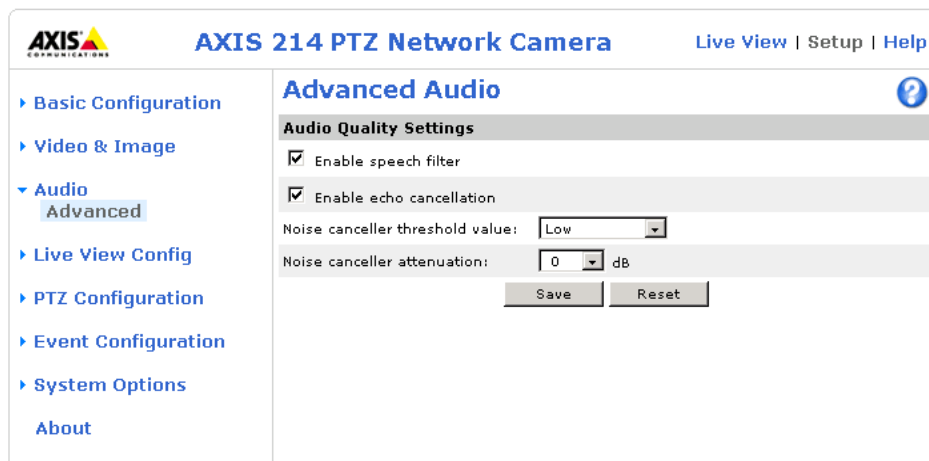 AXIS
COMMUNICATIONS
AXIS 214 PTZ Network Camera
Live View | Setup | Help
Basic Configuration
Video & Image
Audio
Advanced
Live View Config
PTZ Configuration
Event Configuration
System Options
About
Advanced Audio
?
Audio Quality Settings
Enable speech filter
Enable echo cancellation
Noise canceller threshold value: Low
Noise canceller attenuation: 0 dB
Save Reset